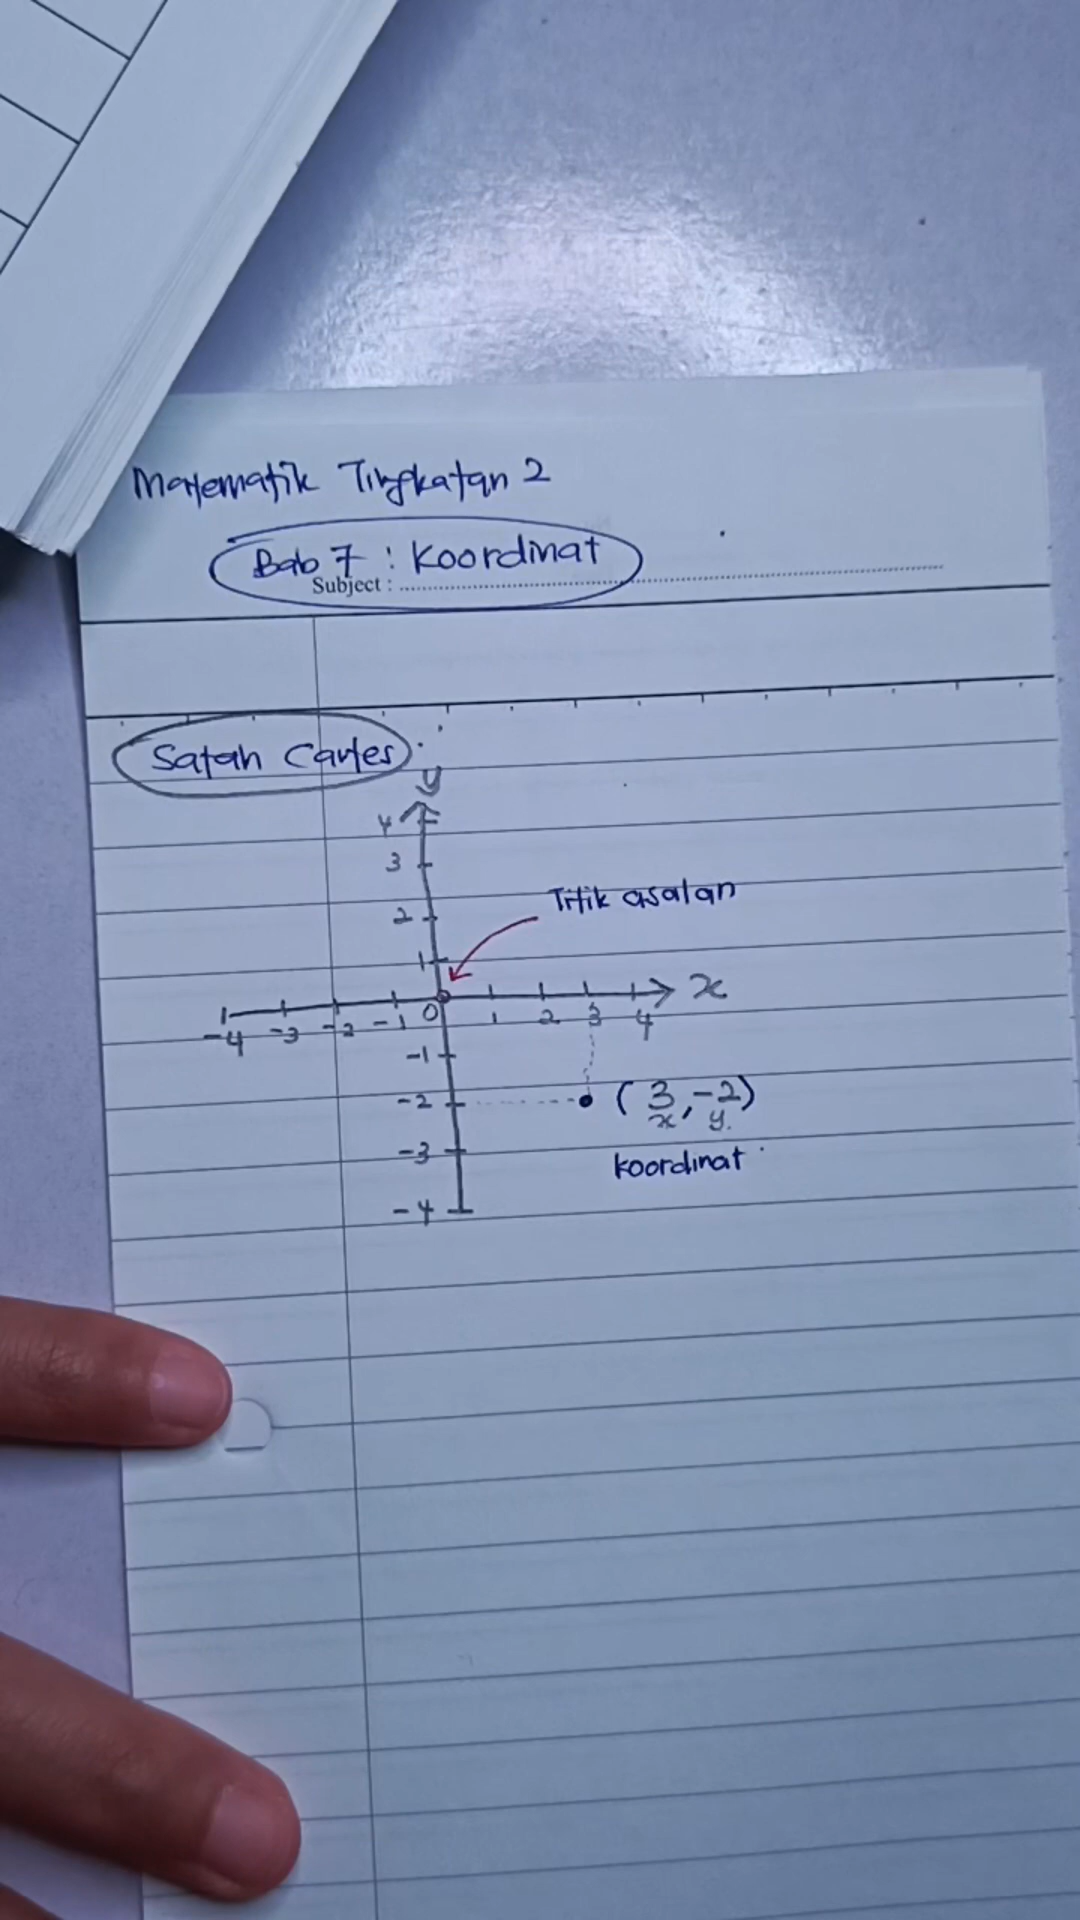 Matematik Tingkatan 2
Bab 7 : Koordinat
Subject :
Satah Cartes
y
4
3
2
1
Titik asalan
x
-4 -3 -2 -1 0 1 2 3 4
-1
-2
(3, -2)
x y
-3
koordinat
-4